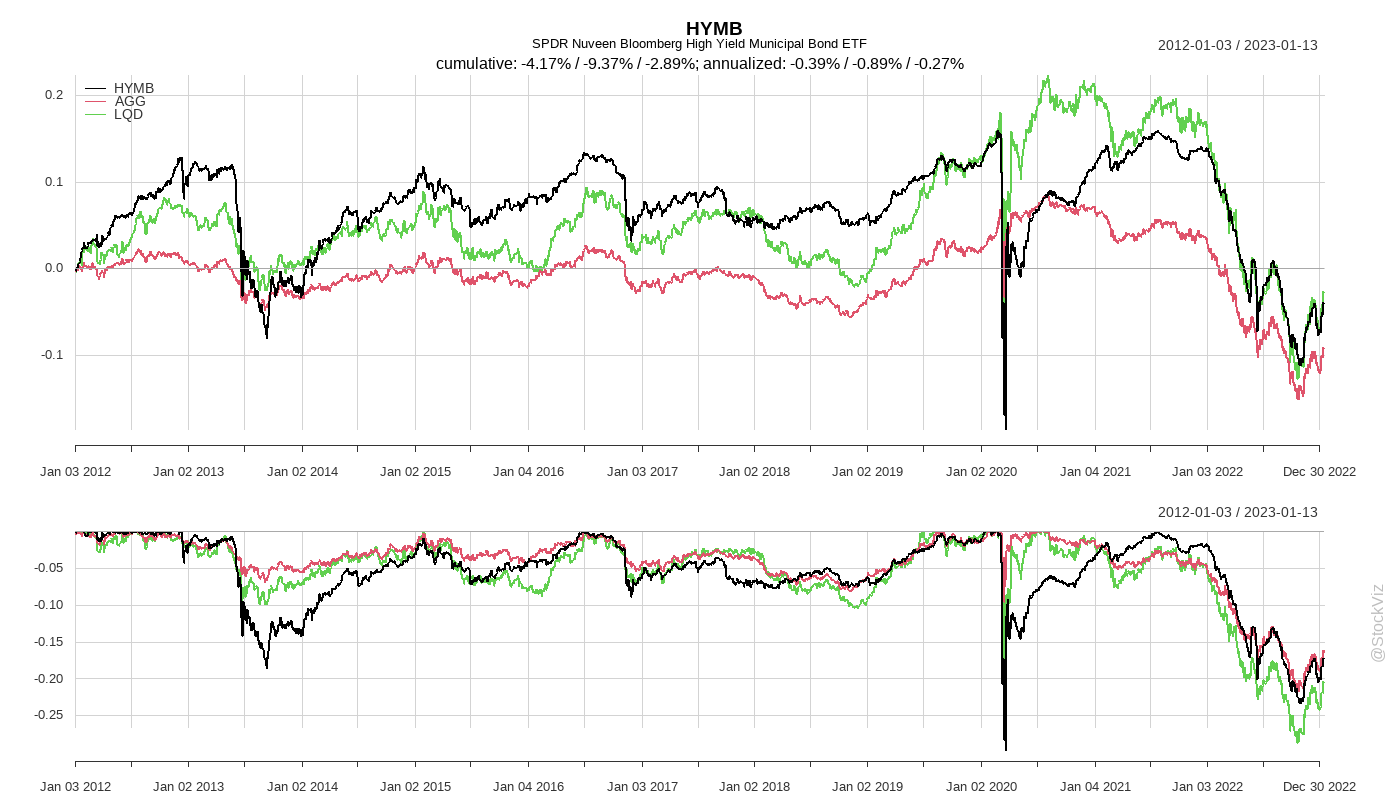 HYMB
SPDR Nuveen Bloomberg High Yield Municipal Bond ETF
2012-01-03 / 2023-01-13
cumulative: -4.17% / -9.37% / -2.89%; annualized: -0.39% / -0.89% / -0.27%
HYMB
AGG
LQD
0.2
0.1
0.0
-0.1
Jan 03 2012 Jan 02 2013 Jan 02 2014 Jan 02 2015 Jan 04 2016 Jan 03 2017 Jan 02 2018 Jan 02 2019 Jan 02 2020 Jan 04 2021 Jan 03 2022 Dec 30 2022
2012-01-03 / 2023-01-13
-0.05
-0.10
-0.15
-0.20
-0.25
Jan 03 2012 Jan 02 2013 Jan 02 2014 Jan 02 2015 Jan 04 2016 Jan 03 2017 Jan 02 2018 Jan 02 2019 Jan 02 2020 Jan 04 2021 Jan 03 2022 Dec 30 2022
@StockViz